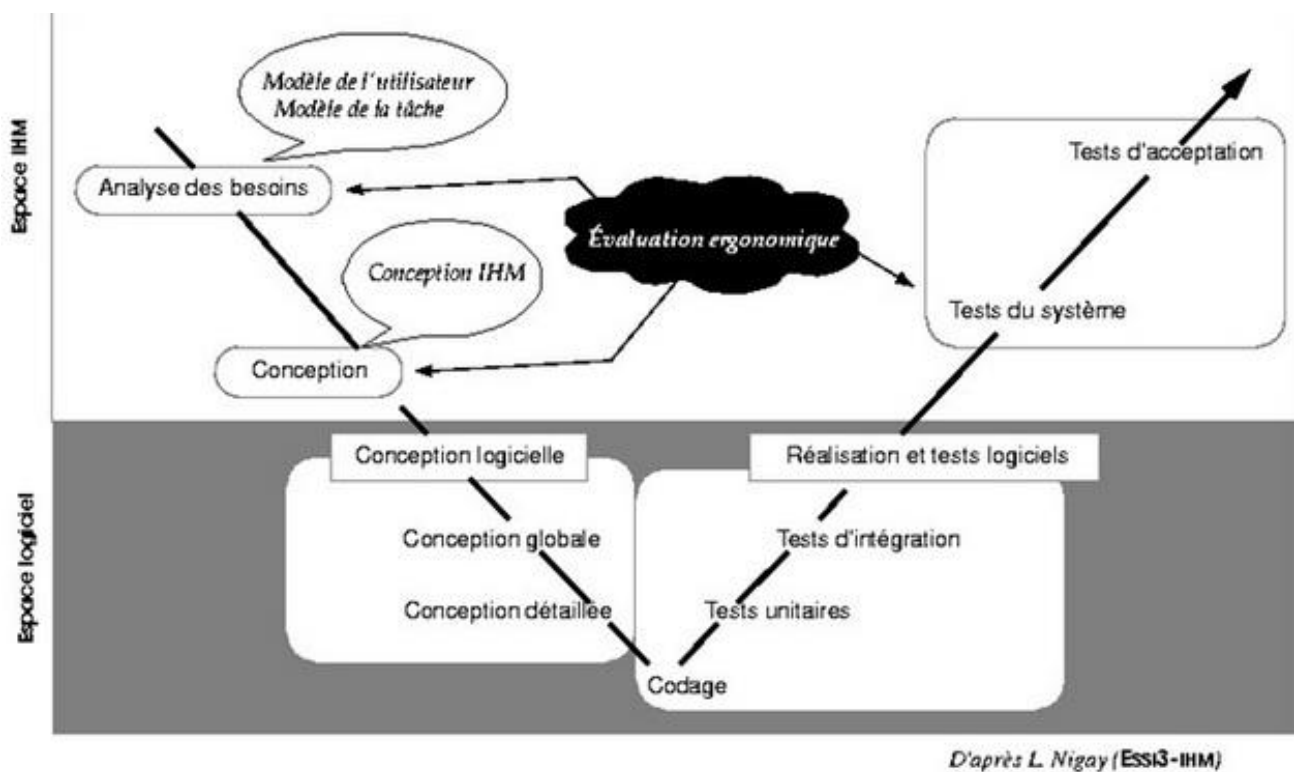 Espace IHM
Modèle de l'utilisateur
Modèle de la tâche
Analyse des besoins
Tests d'acceptation
Évaluation ergonomique
Conception IHM
Tests du système
Conception
Espace logiciel
Conception logicielle
Réalisation et tests logiciels
Conception globale
Tests d'intégration
Conception détaillée
Tests unitaires
Codage
D'après L. Nigay (ESSI3-IHM)